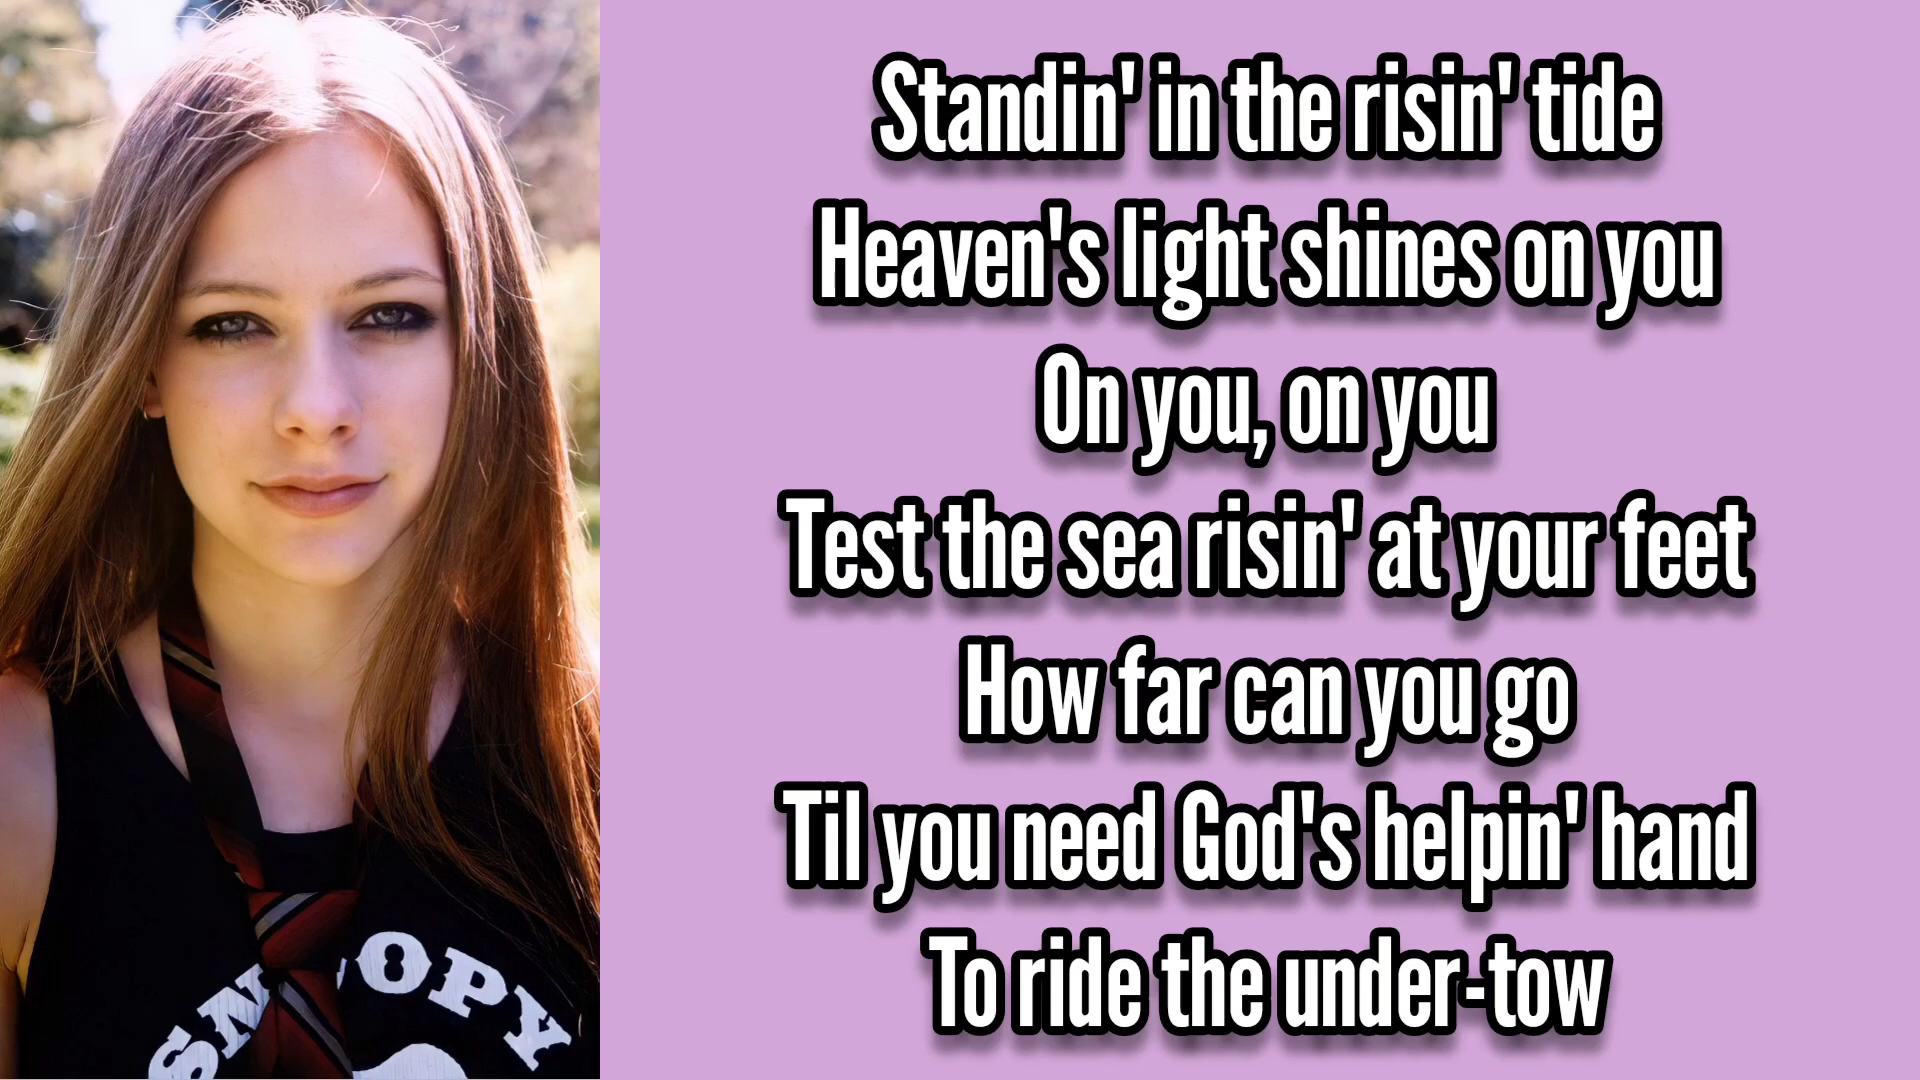 Standin' in the risin' tide
Heaven's light shines on you
On you, on you
Test the sea risin' at your feet
How far can you go
Til you need God's helpin' hand
To ride the under-tow